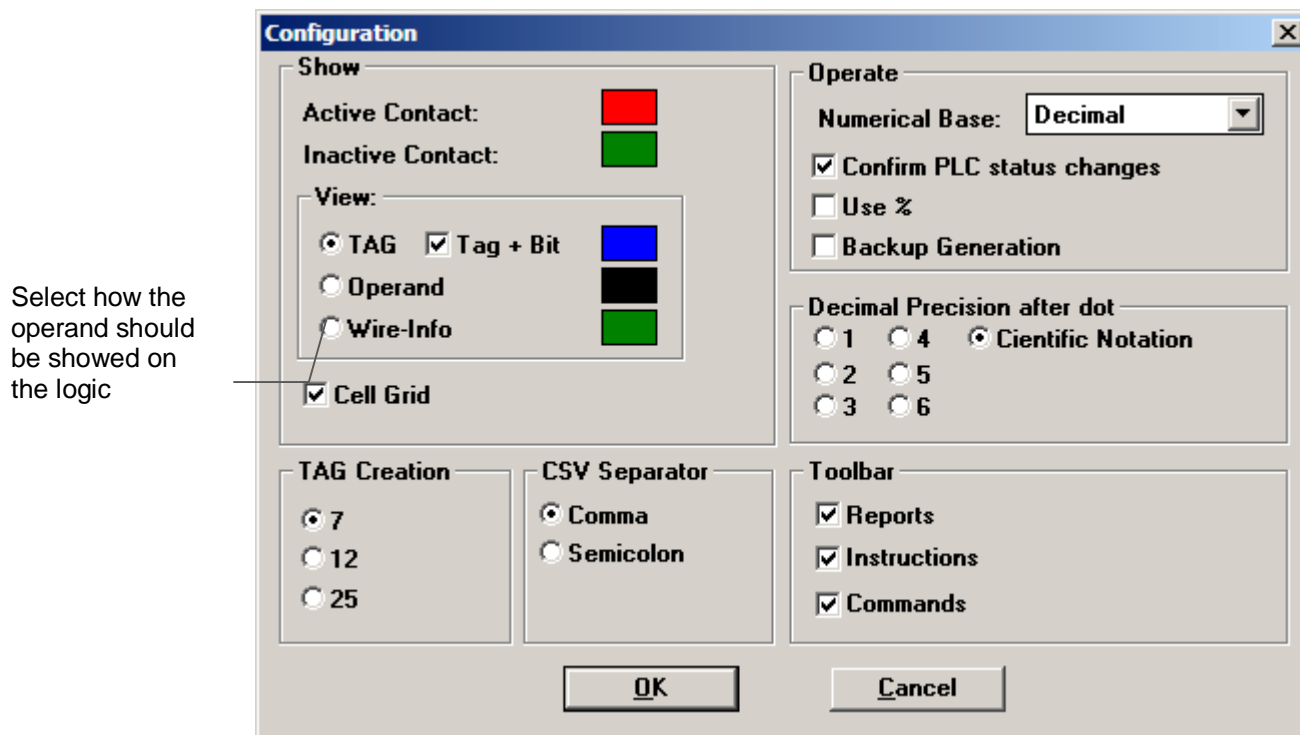 Configuration
Show
Active Contact:
Inactive Contact:
View:
TAG Tag + Bit
Operand
Wire-Info
Cell Grid
Select how the
operand should
be showed on
the logic
Operate
Numerical Base: Decimal
Confirm PLC status changes
Use %
Backup Generation
Decimal Precision after dot
1 4 Cientific Notation
2 5
3 6
TAG Creation
7
12
25
CSV Separator
Comma
Semicolon
Toolbar
Reports
Instructions
Commands
OK Cancel